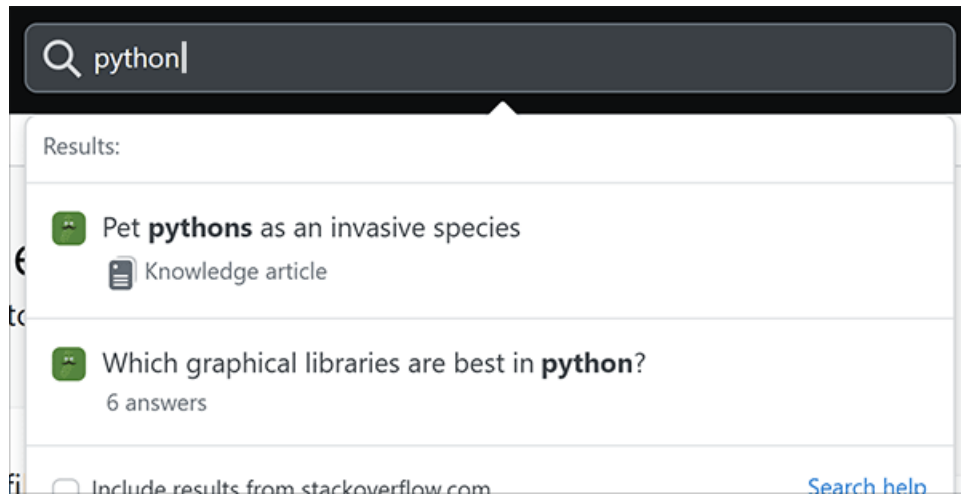 python
Results:
Pet pythons as an invasive species
Knowledge article
Which graphical libraries are best in python?
6 answers
Include results from stackoverflow.com
Search help